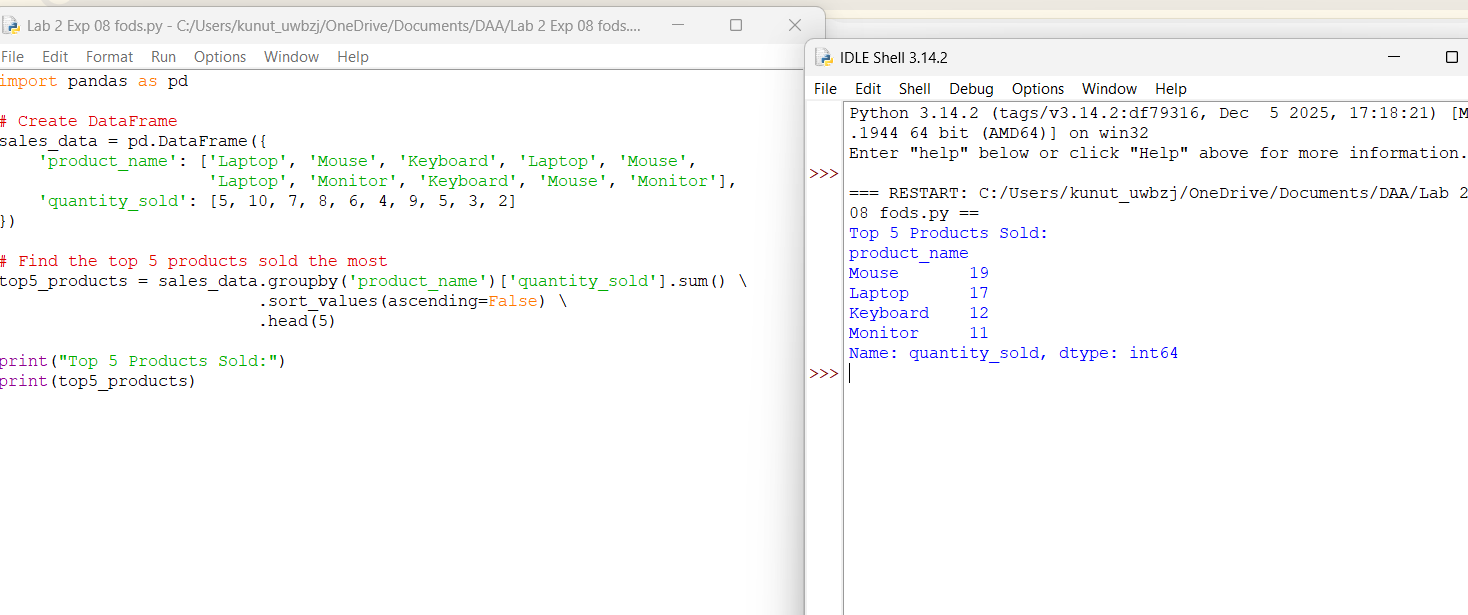 Lab 2 Exp 08 fods.py - C:/Users/kunut_uwbzj/OneDrive/Documents/DAA/Lab 2 Exp 08 fods....
File Edit Format Run Options Window Help
import pandas as pd
# Create DataFrame
sales_data = pd.DataFrame({
    'product_name': ['Laptop', 'Mouse', 'Keyboard', 'Laptop', 'Mouse',
                     'Laptop', 'Monitor', 'Keyboard', 'Mouse', 'Monitor'],
    'quantity_sold': [5, 10, 7, 8, 6, 4, 9, 5, 3, 2]
})
# Find the top 5 products sold the most
top5_products = sales_data.groupby('product_name')['quantity_sold'].sum() \
                          .sort_values(ascending=False) \
                          .head(5)
print("Top 5 Products Sold:")
print(top5_products)
IDLE Shell 3.14.2
File Edit Shell Debug Options Window Help
Python 3.14.2 (tags/v3.14.2:df79316, Dec  5 2025, 17:18:21) [M
.1944 64 bit (AMD64)] on win32
Enter "help" below or click "Help" above for more information.
>>>
=== RESTART: C:/Users/kunut_uwbzj/OneDrive/Documents/DAA/Lab 2
08 fods.py ==
Top 5 Products Sold:
product_name
Mouse       19
Laptop      17
Keyboard    12
Monitor     11
Name: quantity_sold, dtype: int64
>>>